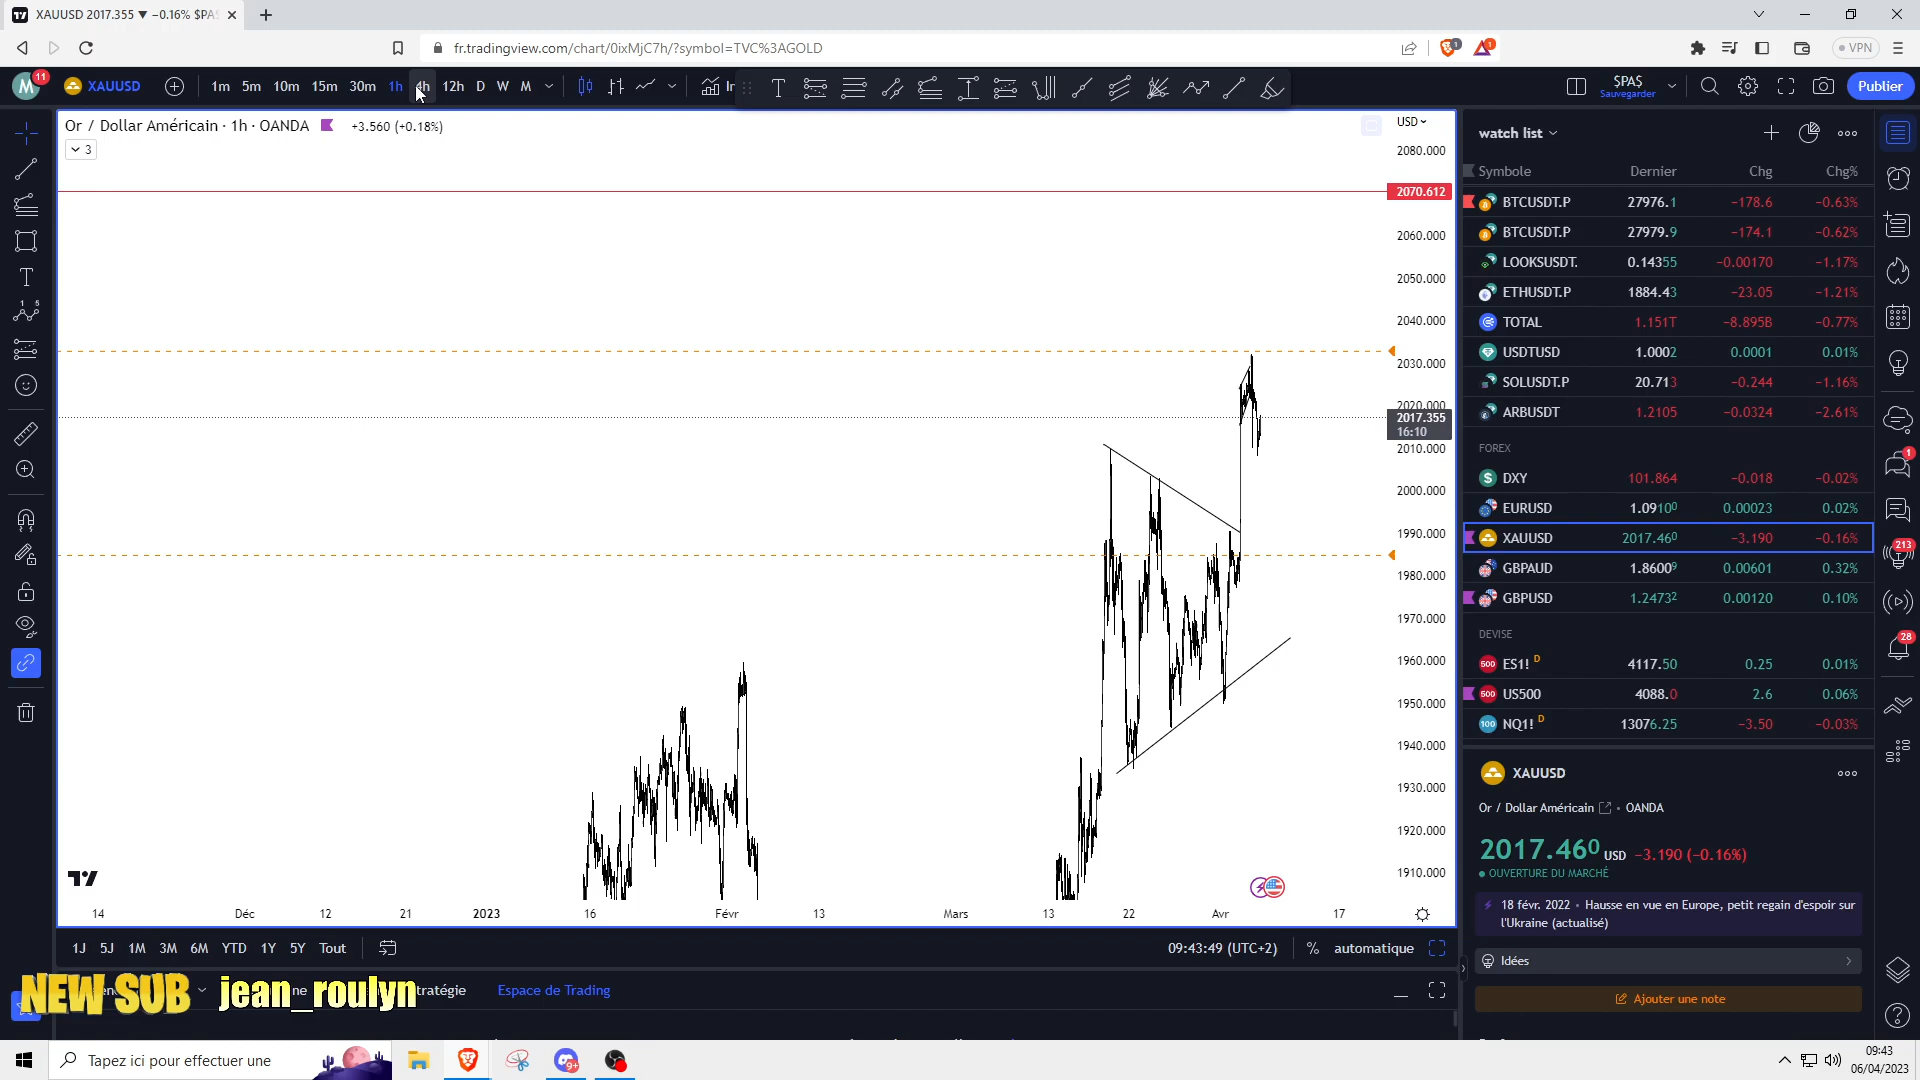 XAUUSD 2017.355 ▼ −0.16% $PA$
fr.tradingview.com/chart/0ixMjC7h/?symbol=TVC%3AGOLD
VPN
M 11
XAUUSD
1m 5m 10m 15m 30m 1h 4h 12h D W M
$PA$
Sauvegarder
Publier
Or / Dollar Américain · 1h · OANDA +3.560 (+0.18%)
3
USD
2080.000
2070.612
2060.000
2050.000
2040.000
2030.000
2020.000
2017.355
16:10
2010.000
2000.000
1990.000
1980.000
1970.000
1960.000
1950.000
1940.000
1930.000
1920.000
1910.000
14 Déc 12 21 2023 16 Févr 13 Mars 13 22 Avr 17
1J 5J 1M 3M 6M YTD 1Y 5Y Tout
09:43:49 (UTC+2) % automatique
NEW SUB jean_roulyn
Espace de Trading
watch list
Symbole Dernier Chg Chg%
BTCUSDT.P 27976.1 −178.6 −0.63%
BTCUSDT.P 27979.9 −174.1 −0.62%
LOOKSUSDT. 0.14355 −0.00170 −1.17%
ETHUSDT.P 1884.43 −23.05 −1.21%
TOTAL 1.151T −8.895B −0.77%
USDTUSD 1.0002 0.0001 0.01%
SOLUSDT.P 20.713 −0.244 −1.16%
ARBUSDT 1.2105 −0.0324 −2.61%
FOREX
DXY 101.864 −0.018 −0.02%
EURUSD 1.09100 0.00023 0.02%
XAUUSD 2017.460 −3.190 −0.16%
GBPAUD 1.86009 0.00601 0.32%
GBPUSD 1.24732 0.00120 0.10%
DEVISE
ES1! D 4117.50 0.25 0.01%
US500 4088.0 2.6 0.06%
NQ1! D 13076.25 −3.50 −0.03%
XAUUSD
Or / Dollar Américain • OANDA
2017.460 USD −3.190 (−0.16%)
OUVERTURE DU MARCHÉ
18 févr. 2022 • Hausse en vue en Europe, petit regain d'espoir sur
l'Ukraine (actualisé)
Idées
Ajouter une note
1
213
28
Tapez ici pour effectuer une
09:43
06/04/2023